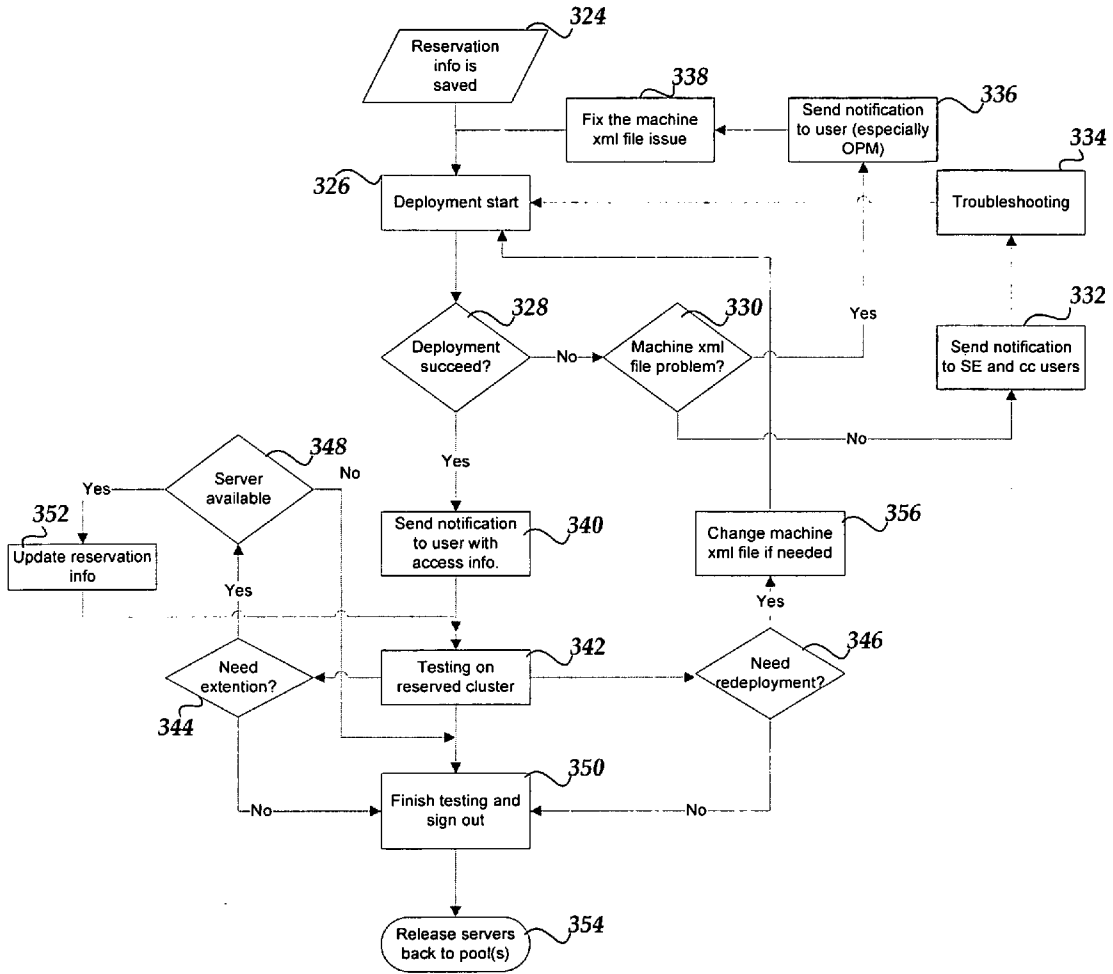 324
Reservation
info is
saved
338
Fix the machine
xml file issue
336
Send notification
to user (especially
OPM)
334
Troubleshooting
326
Deployment start
328
Deployment
succeed?
No
330
Machine xml
file problem?
Yes
332
Send notification
to SE and cc users
No
348
Server
available
No
Yes
Yes
352
Update reservation
info
340
Send notification
to user with
access info.
356
Change machine
xml file if needed
Yes
Yes
342
Testing on
reserved cluster
346
Need
redeployment?
Need
extention?
344
350
Finish testing and
sign out
No
No
354
Release servers
back to pool(s)